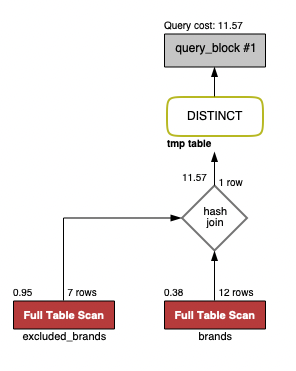 Query cost: 11.57
query_block #1
DISTINCT
tmp table
11.57
1 row
hash
join
0.95
7 rows
0.38
12 rows
Full Table Scan
Full Table Scan
excluded_brands
brands